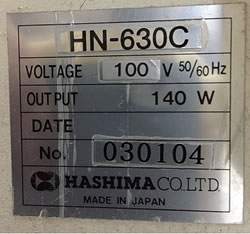 HN-630C
VOLTAGE 100 V 50/60 Hz
OUTPUT 140 W
DATE
No. 030104
HASHIMA CO.LTD.
MADE IN JAPAN